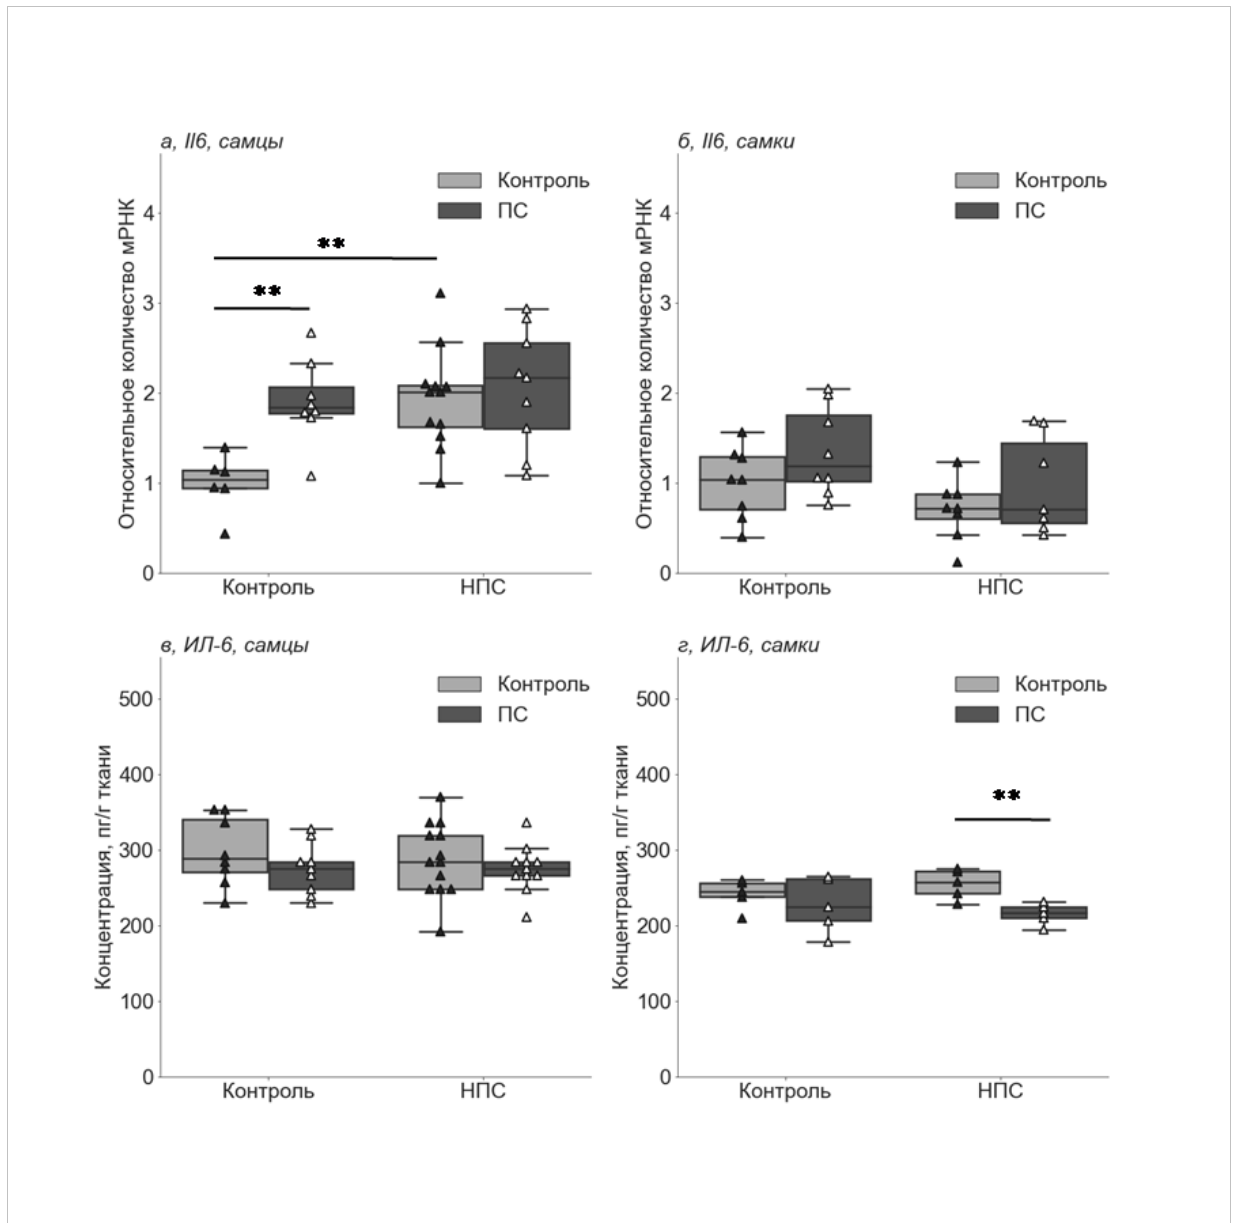 а, Il6, самцы
Контроль
ПС
Относительное количество мРНК
4
3
2
1
0
**
**
Контроль
НПС
б, Il6, самки
Контроль
ПС
Относительное количество мРНК
4
3
2
1
0
Контроль
НПС
в, ИЛ-6, самцы
Контроль
ПС
Концентрация, пг/г ткани
500
400
300
200
100
0
Контроль
НПС
г, ИЛ-6, самки
Контроль
ПС
Концентрация, пг/г ткани
500
400
300
200
100
0
**
Контроль
НПС